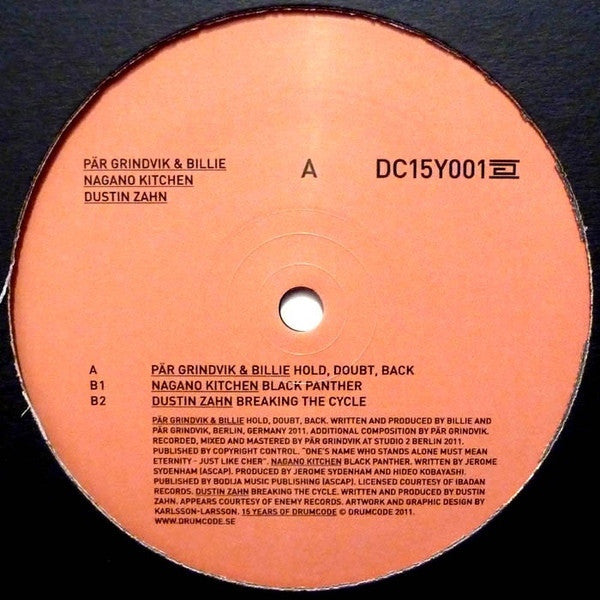 PÄR GRINDVIK & BILLIE A DC15Y001
NAGANO KITCHEN
DUSTIN ZAHN
A PÄR GRINDVIK & BILLIE HOLD, DOUBT, BACK
B1 NAGANO KITCHEN BLACK PANTHER
B2 DUSTIN ZAHN BREAKING THE CYCLE
PÄR GRINDVIK & BILLIE HOLD, DOUBT, BACK. WRITTEN AND PRODUCED BY BILLIE AND
PÄR GRINDVIK, BERLIN, GERMANY 2011. ADDITIONAL COMPOSITION BY PÄR GRINDVIK.
RECORDED, MIXED AND MASTERED BY PÄR GRINDVIK AT STUDIO 2 BERLIN 2011.
PUBLISHED BY COPYRIGHT CONTROL. "ONE'S NAME WHO STANDS ALONE MUST MEAN
ETERNITY - JUST LIKE CHER". NAGANO KITCHEN BLACK PANTHER. WRITTEN BY JEROME
SYDENHAM [ASCAP]. PRODUCED BY JEROME SYDENHAM AND HIDEO KOBAYASHI.
PUBLISHED BY BODIJA MUSIC PUBLISHING [ASCAP]. LICENSED COURTESY OF IBADAN
RECORDS. DUSTIN ZAHN BREAKING THE CYCLE. WRITTEN AND PRODUCED BY DUSTIN
ZAHN. APPEARS COURTESY OF ENEMY RECORDS. ARTWORK AND GRAPHIC DESIGN BY
KARLSSON-LARSSON. 15 YEARS OF DRUMCODE © DRUMCODE 2011.
WWW.DRUMCODE.SE